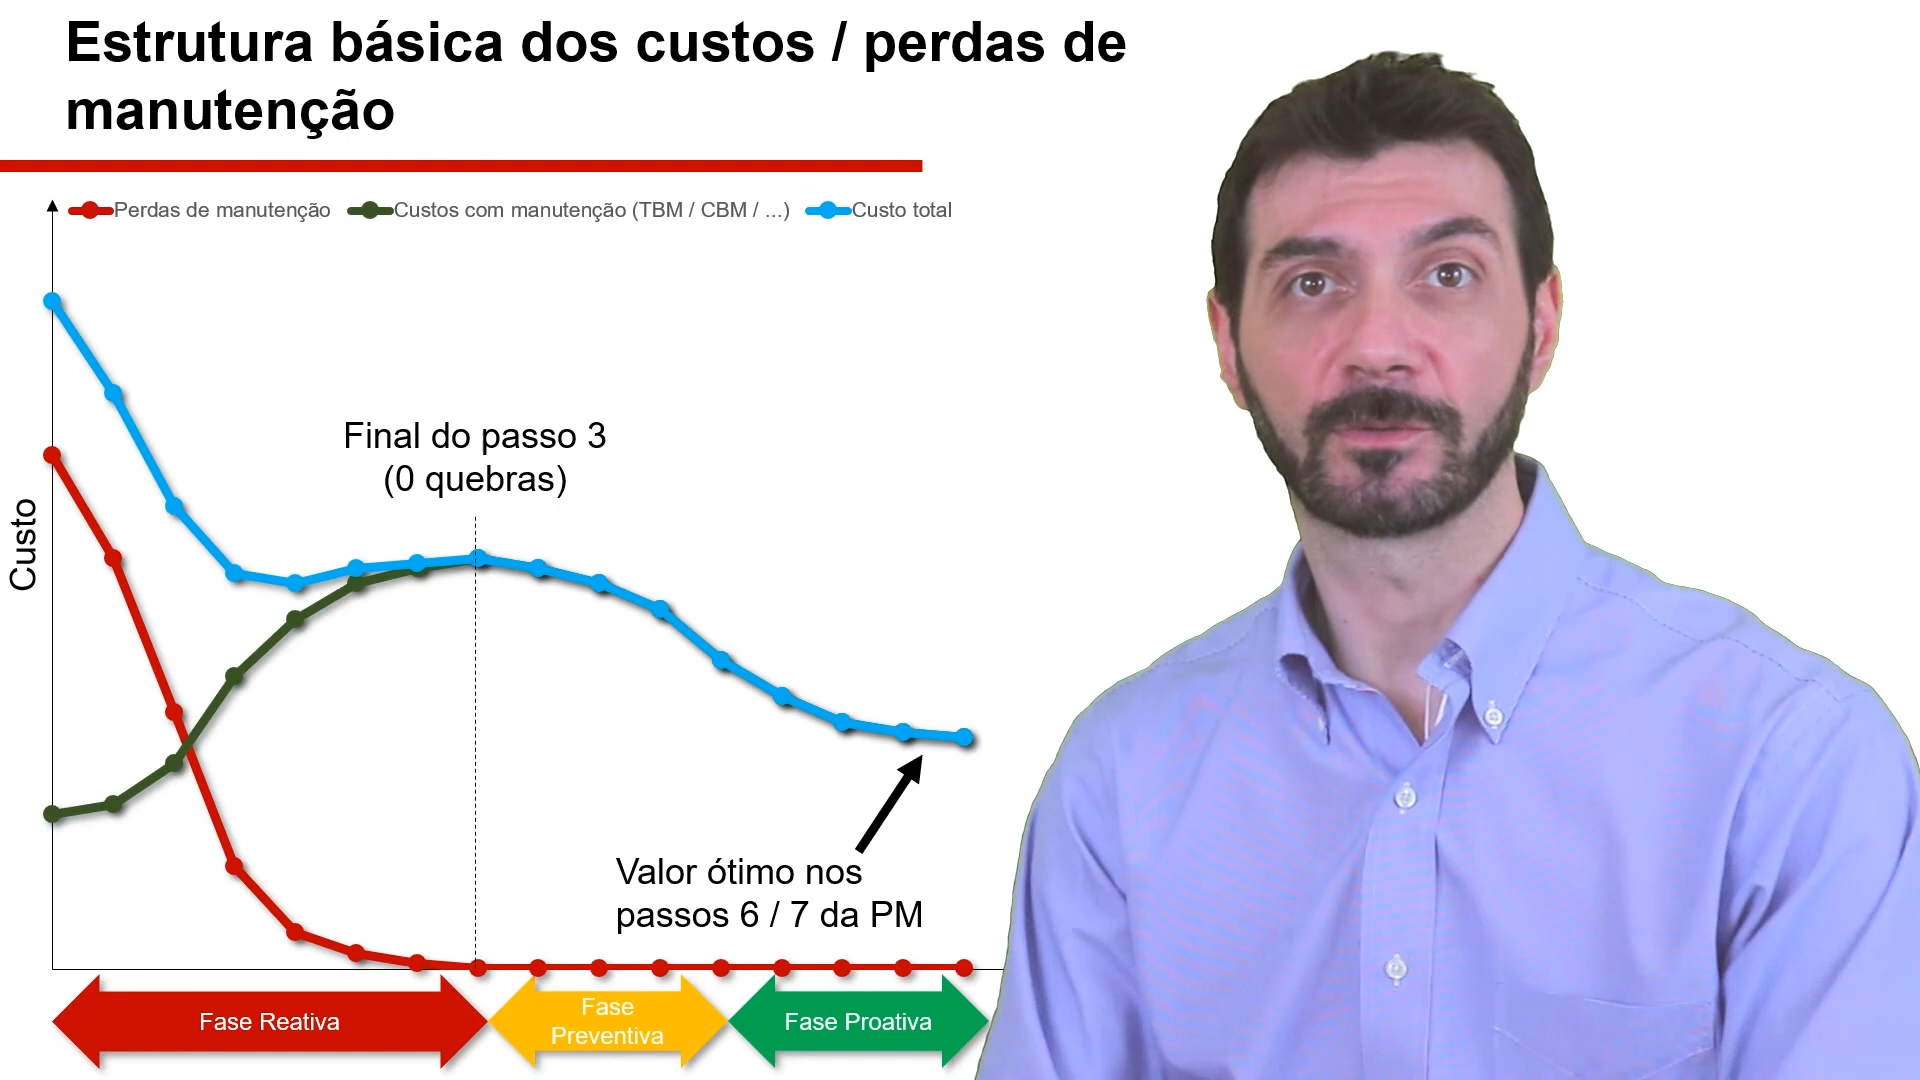 Estrutura básica dos custos / perdas de
manutenção
Perdas de manutenção
Custos com manutenção (TBM / CBM / ...)
Custo total
Final do passo 3
(0 quebras)
Custo
Valor ótimo nos
passos 6 / 7 da PM
Fase Reativa
Fase
Preventiva
Fase Proativa